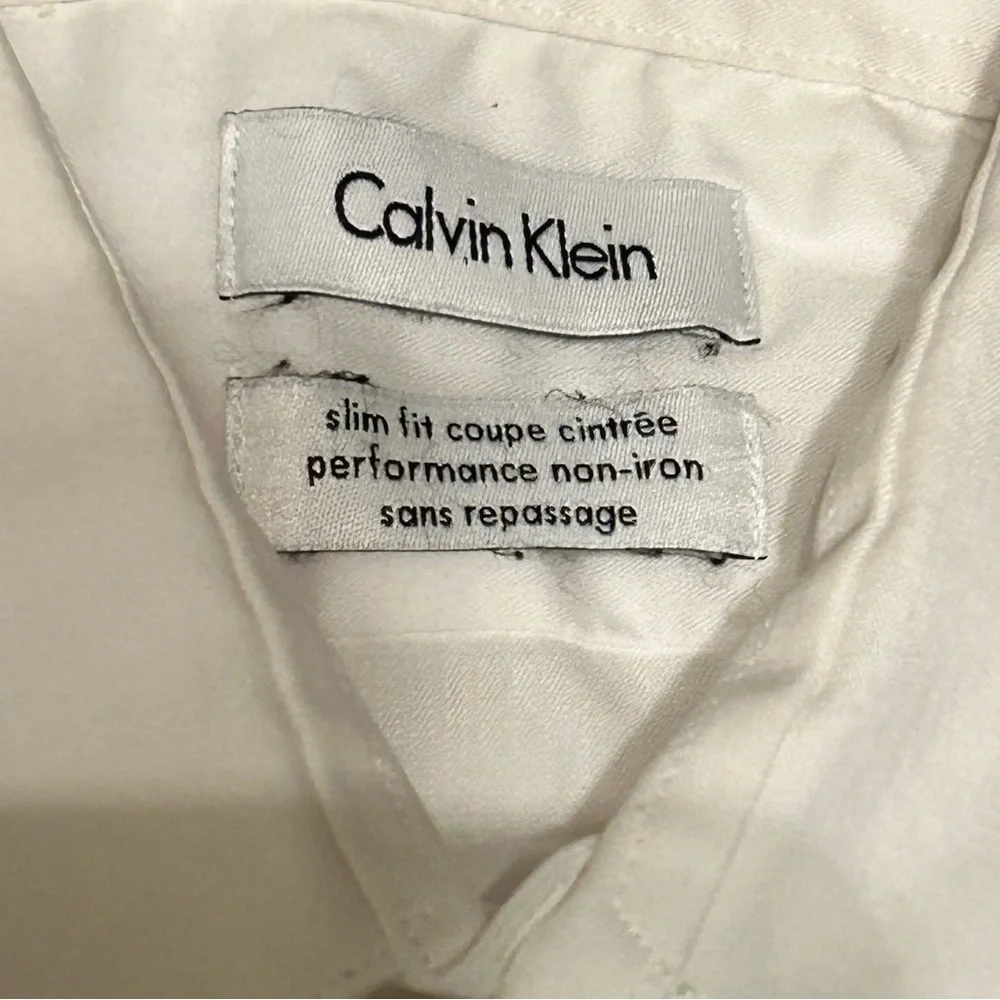 Calvin Klein
slim fit coupe cintrée
performance non-iron
sans repassage